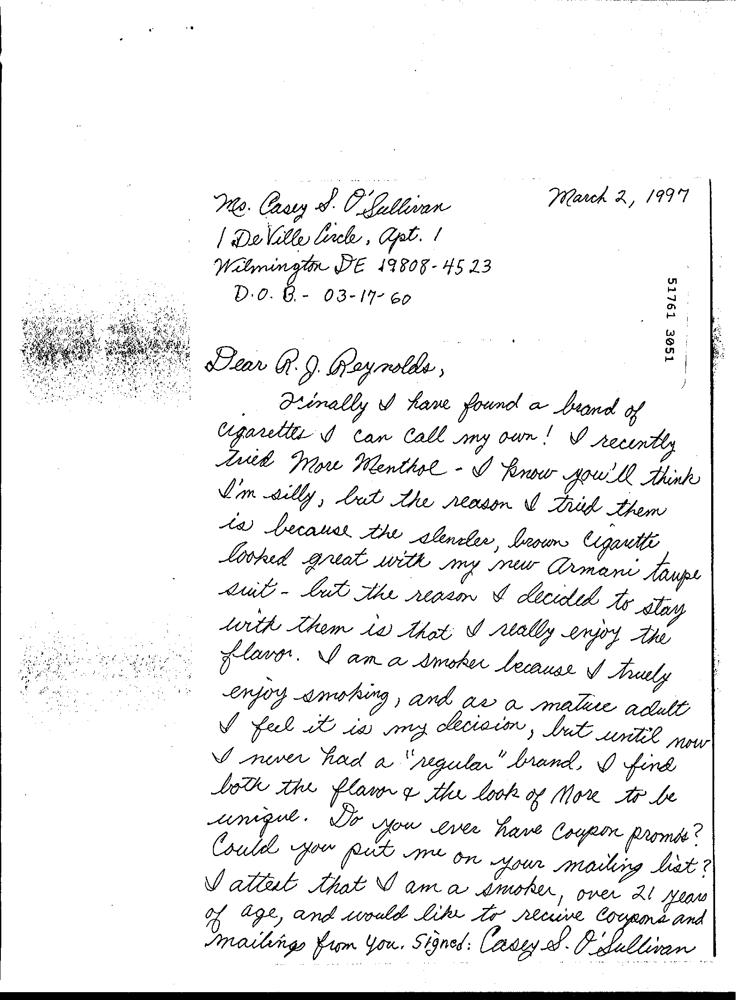 Ms. Casey S. O'Sullivan
March 2, 1997
1 DeVille Circle, Apt. 1
Wilmington DE 19808-4523
D.O.B.- 03-17-60
51761 3051
Dear R.J. Reynolds,
Finally I have found a brand of
cigarettes I can call my own! I recently
tried More Menthol - I know you'll think
I'm silly, but the reason I tried them
is because the slender, brown cigarette
looked great with my new Armani taupe
suit - but the reason I decided to stay
with them is that I really enjoy the
flavor. I am a smoker because I truely
enjoy smoking, and as a mature adult
I feel it is my decision, but until now
I never had a "regular" brand. I find
both the flavor & the look of More to be
unique. Do you ever have coupon promos?
Could you put me on your mailing list?
I attest that I am a smoker, over 21 years
of age, and would like to receive coupons and
mailings from you. Signed: Casey S. O'Sullivan